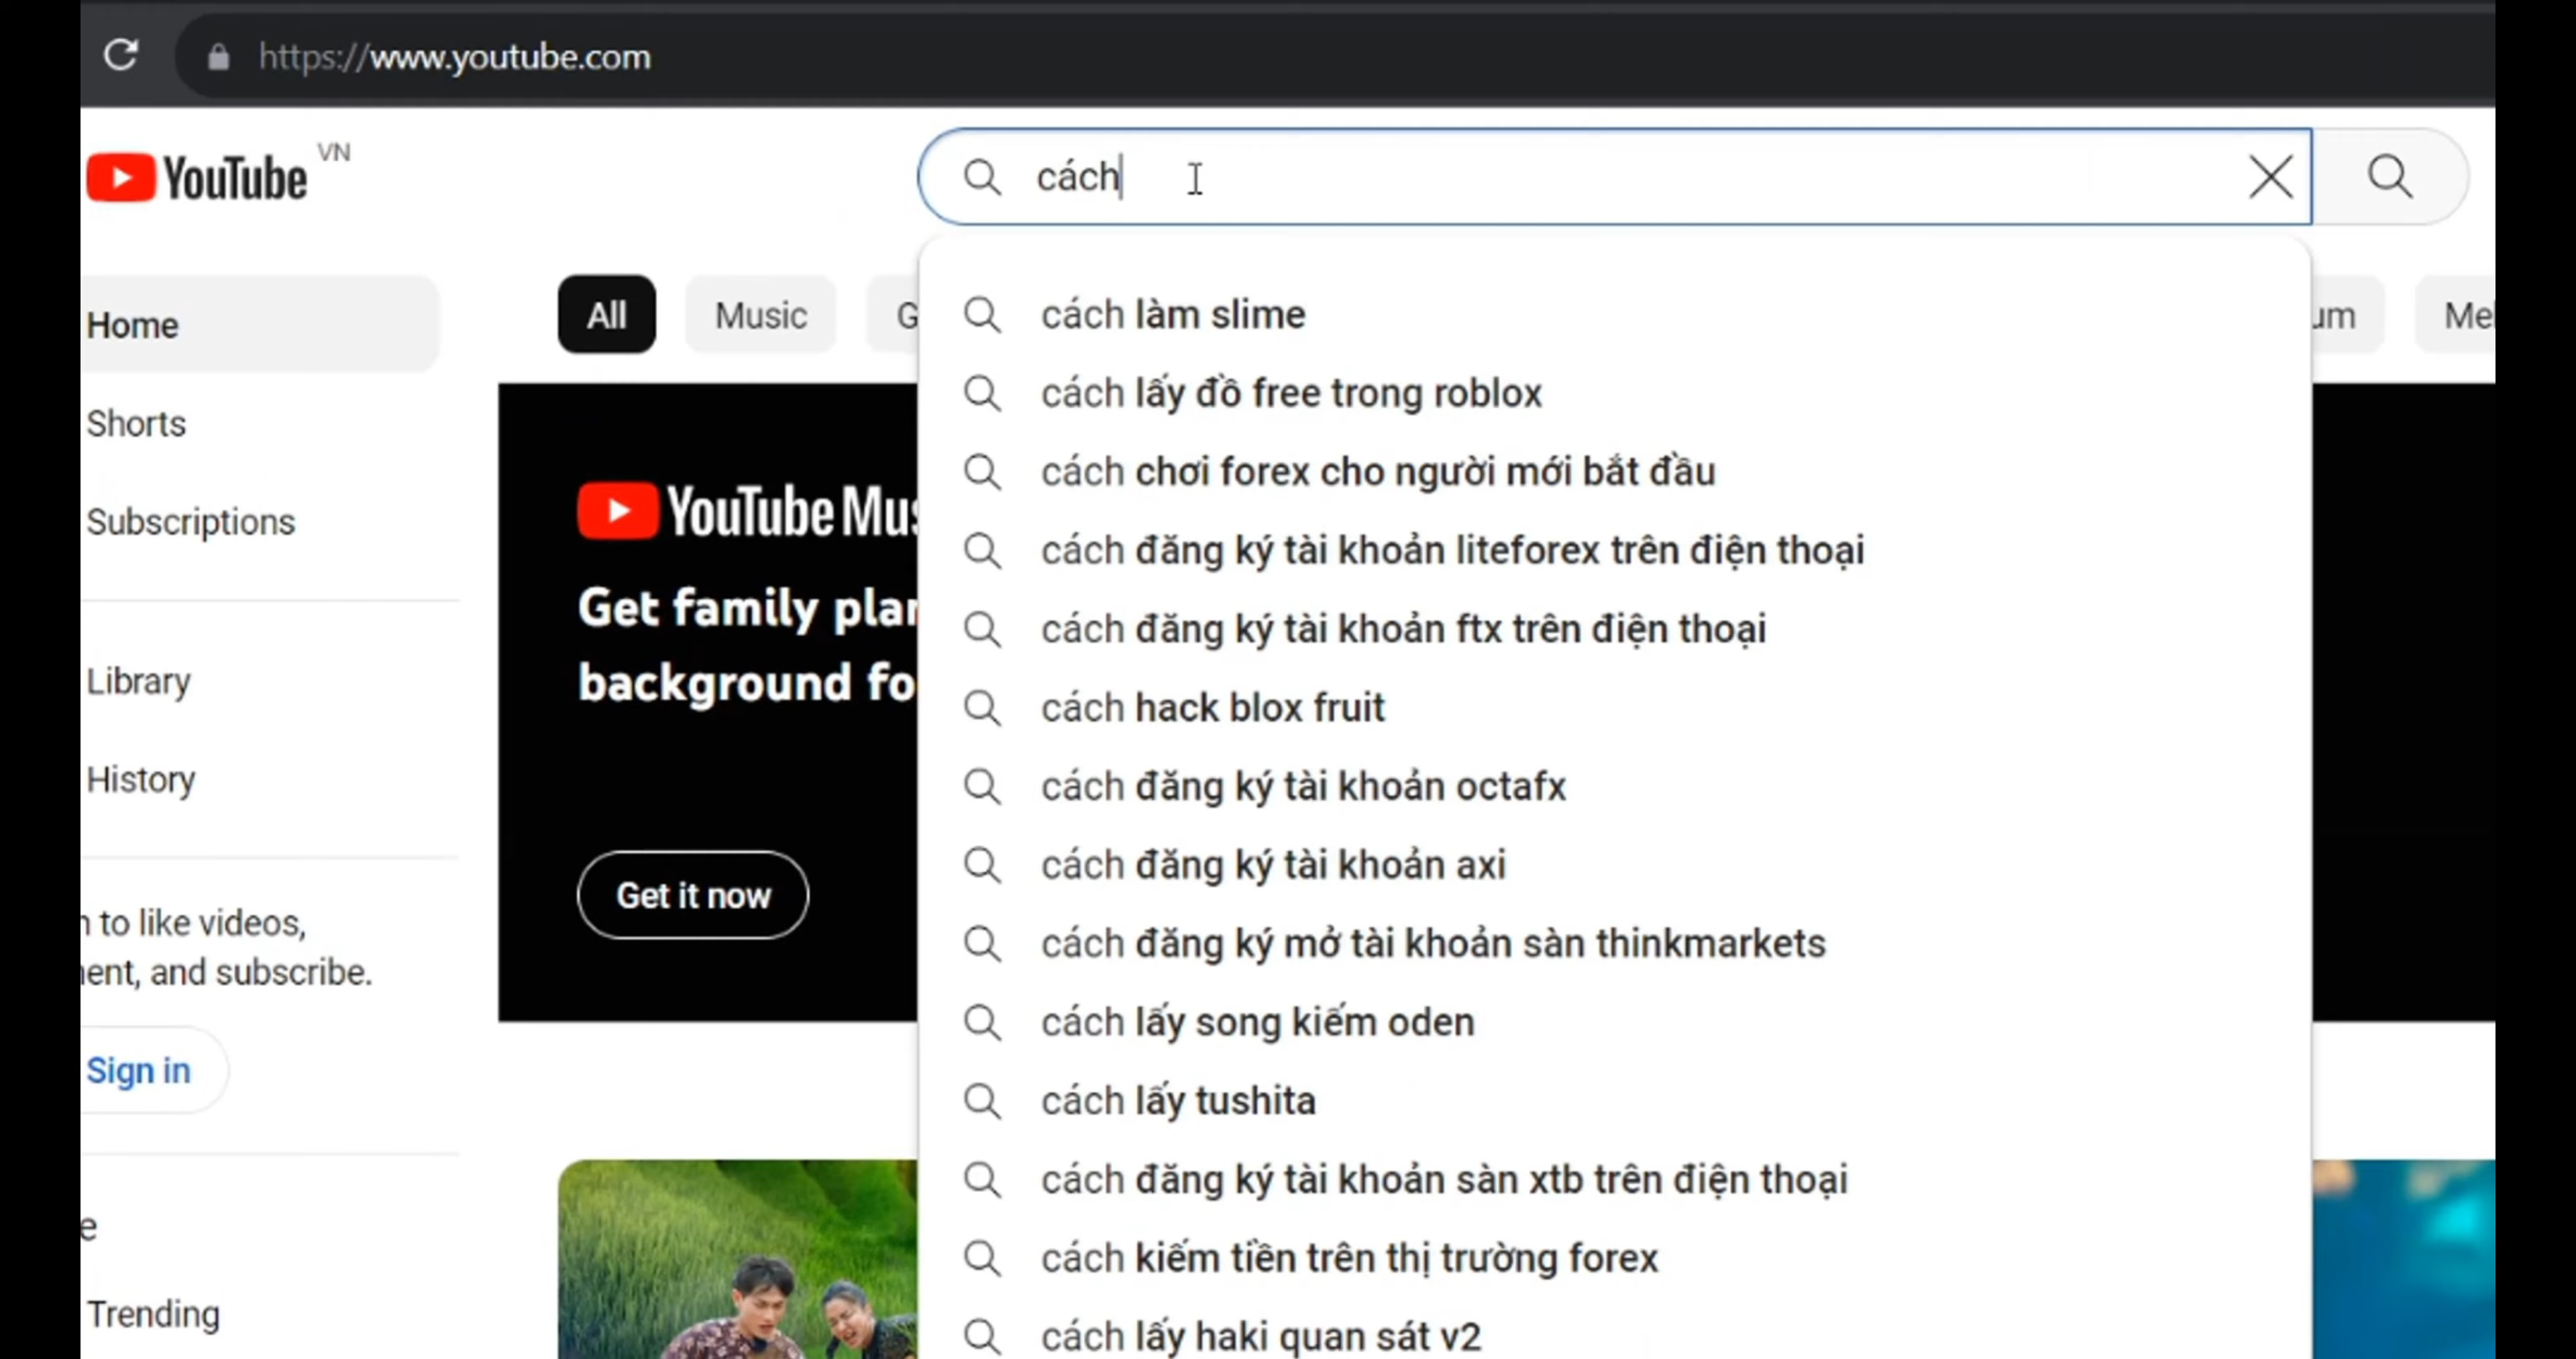 https://www.youtube.com
YouTube VN
cách
All
Music
G
um
Mel
Home
Shorts
Subscriptions
Library
History
to like videos,
ent, and subscribe.
Sign in
e
Trending
YouTube Mus
Get family plan
background fo
Get it now
cách làm slime
cách lấy đồ free trong roblox
cách chơi forex cho người mới bắt đầu
cách đăng ký tài khoản liteforex trên điện thoại
cách đăng ký tài khoản ftx trên điện thoại
cách hack blox fruit
cách đăng ký tài khoản octafx
cách đăng ký tài khoản axi
cách đăng ký mở tài khoản sàn thinkmarkets
cách lấy song kiếm oden
cách lấy tushita
cách đăng ký tài khoản sàn xtb trên điện thoại
cách kiếm tiền trên thị trường forex
cách lấy haki quan sát v2